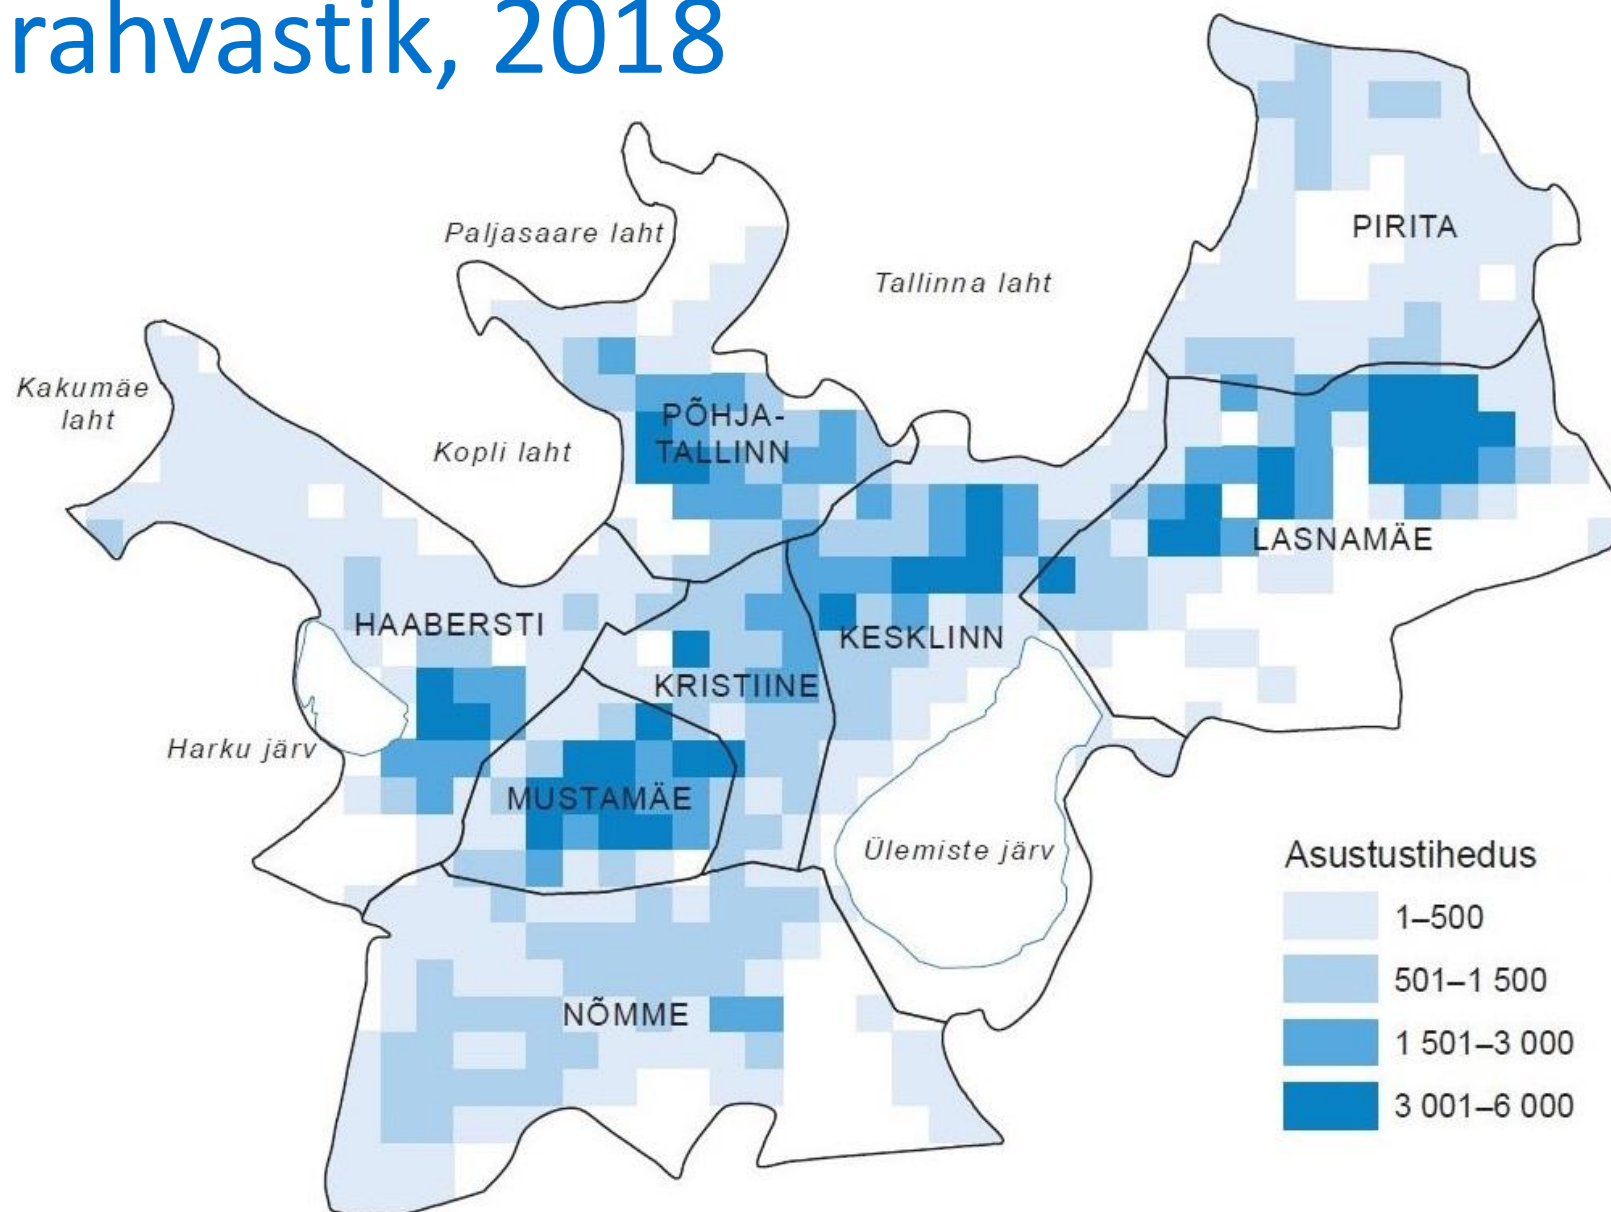 rahvastik, 2018
Paljasaare laht
PIRITA
Tallinna laht
Kakumäe
laht
Kopli laht
PÕHJA-
TALLINN
LASNAMÄE
HAABERSTI
KESKLINN
KRISTIINE
Harku järv
MUSTAMÄE
Ülemiste järv
NÕMME
Asustustihedus
1–500
501–1 500
1 501–3 000
3 001–6 000